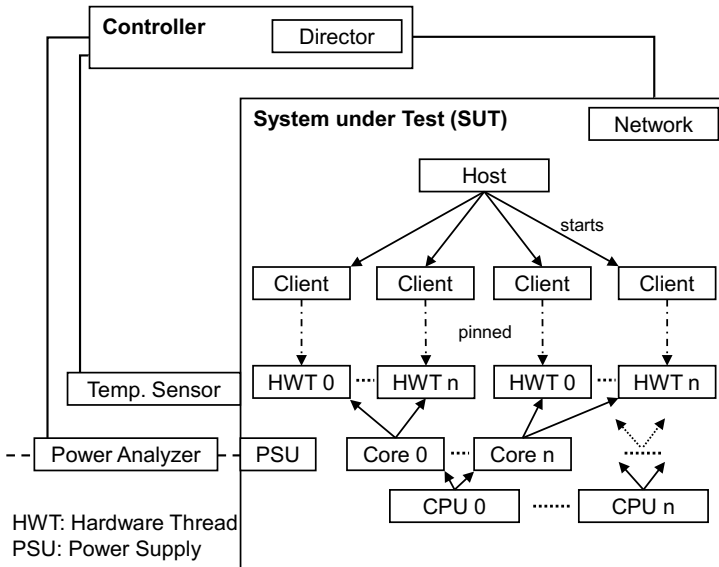 Controller
Director
System under Test (SUT)
Network
Host
starts
Client
Client
Client
Client
pinned
HWT 0
HWT n
HWT 0
HWT n
Temp. Sensor
Power Analyzer
PSU
Core 0
Core n
CPU 0
CPU n
HWT: Hardware Thread
PSU: Power Supply